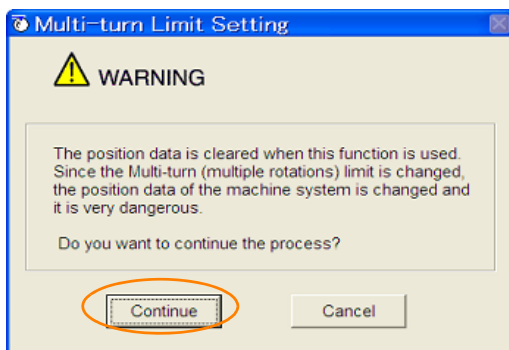 Multi-turn Limit Setting
WARNING
The position data is cleared when this function is used.
Since the Multi-turn (multiple rotations) limit is changed,
the position data of the machine system is changed and
it is very dangerous.
Do you want to continue the process?
Continue
Cancel